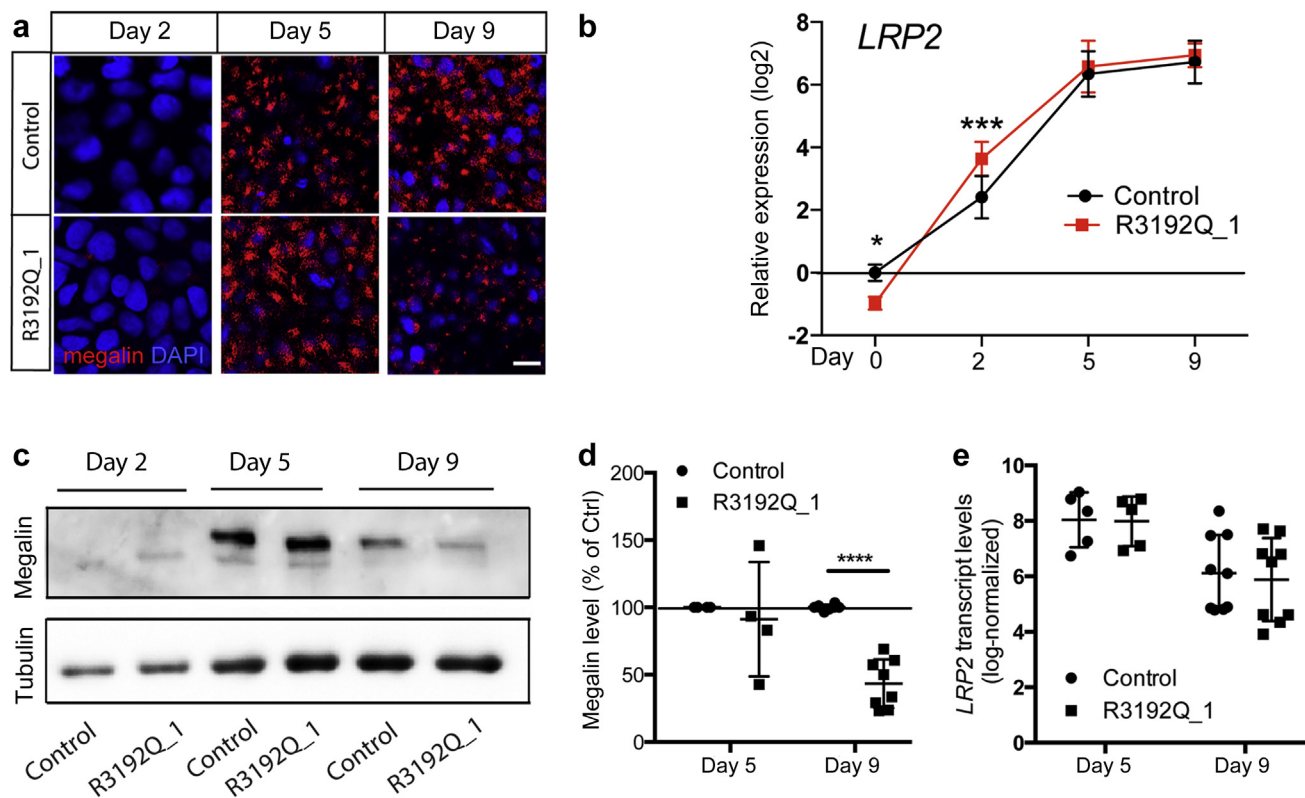 a
Day 2 Day 5 Day 9
Control
R3192Q_1
megalin DAPI
b
LRP2
Relative expression (log2)
8
6
4
2
0
-2
*
***
Control
R3192Q_1
Day 0 2 5 9
c
Day 2 Day 5 Day 9
Megalin
Tubulin
Control R3192Q_1 Control R3192Q_1 Control R3192Q_1
d
Control
R3192Q_1
Megalin level (% of Ctrl)
200
150
100
50
0
****
Day 5 Day 9
e
LRP2 transcript levels
(log-normalized)
10
8
6
4
2
0
Control
R3192Q_1
Day 5 Day 9